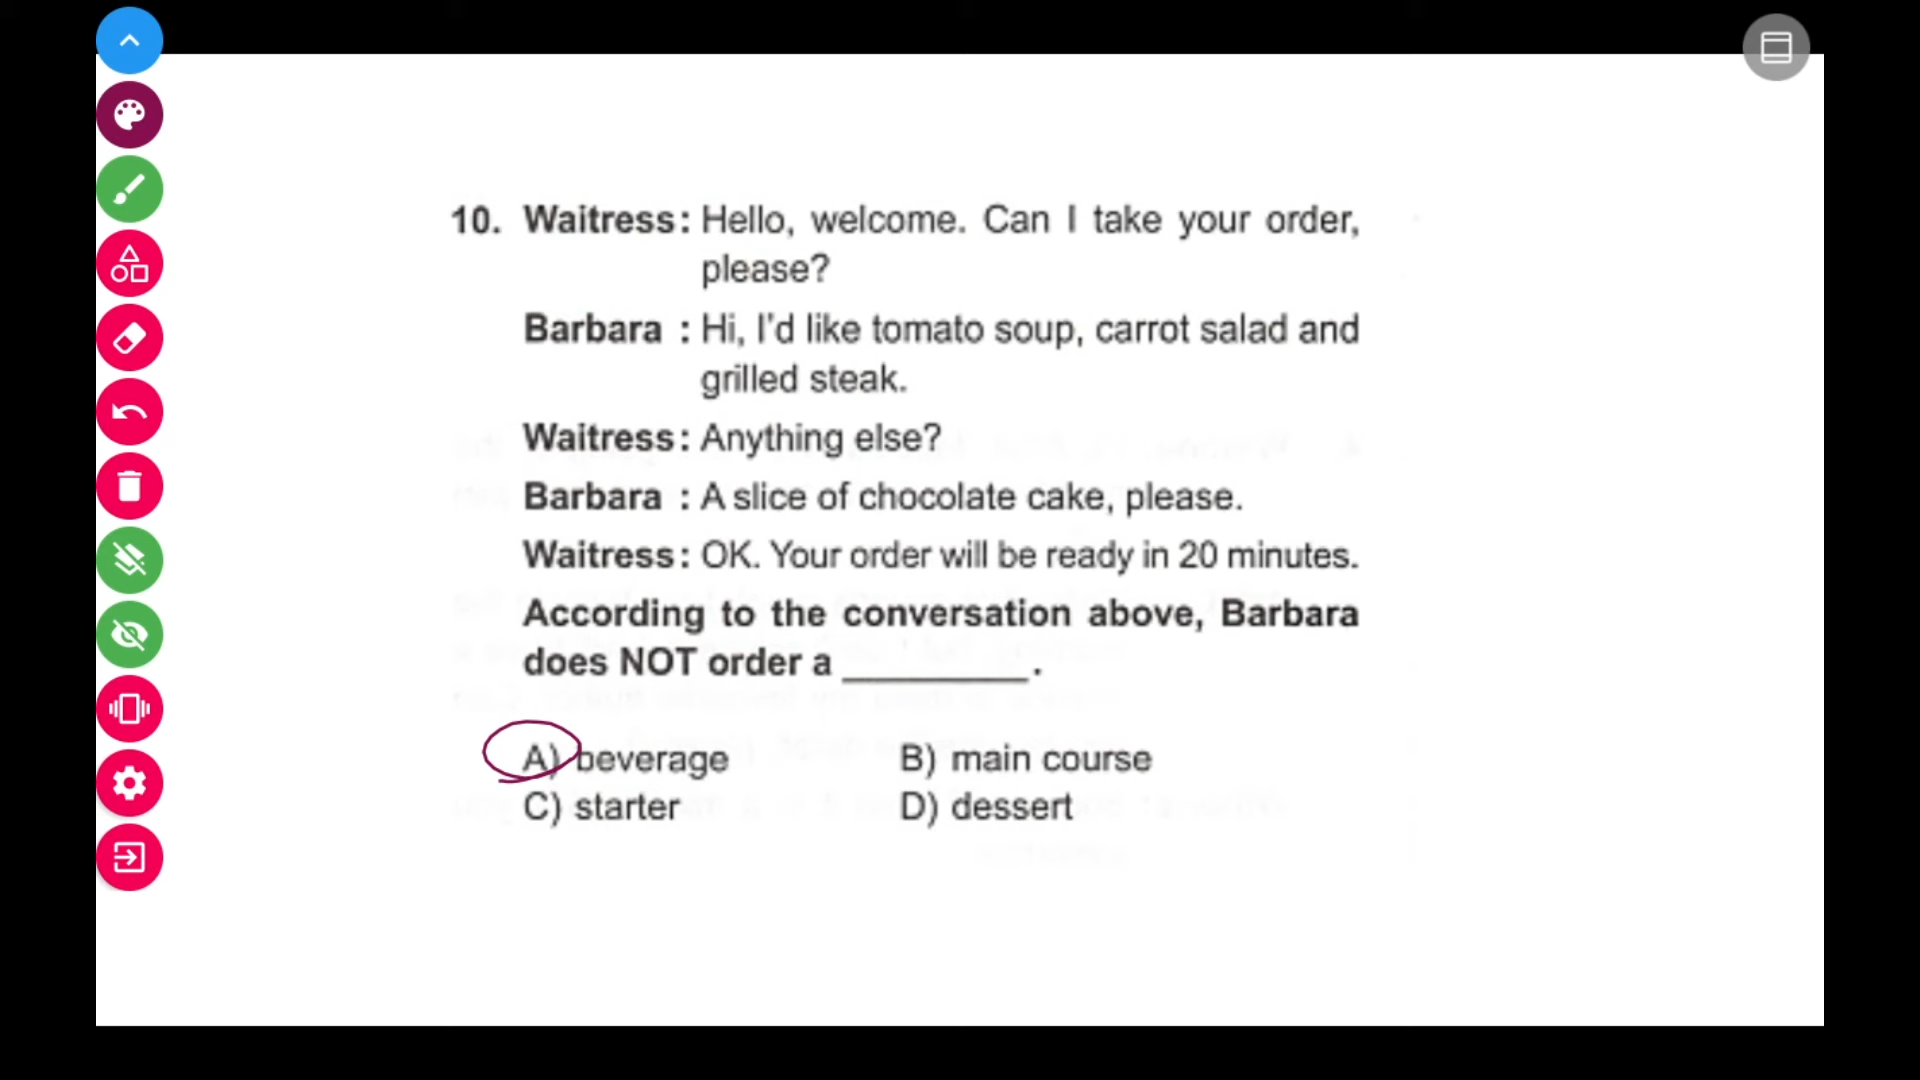 10. Waitress: Hello, welcome. Can I take your order,
please?
Barbara : Hi, I'd like tomato soup, carrot salad and
grilled steak.
Waitress: Anything else?
Barbara : A slice of chocolate cake, please.
Waitress: OK. Your order will be ready in 20 minutes.
According to the conversation above, Barbara
does NOT order a __________.
A) beverage B) main course
C) starter D) dessert